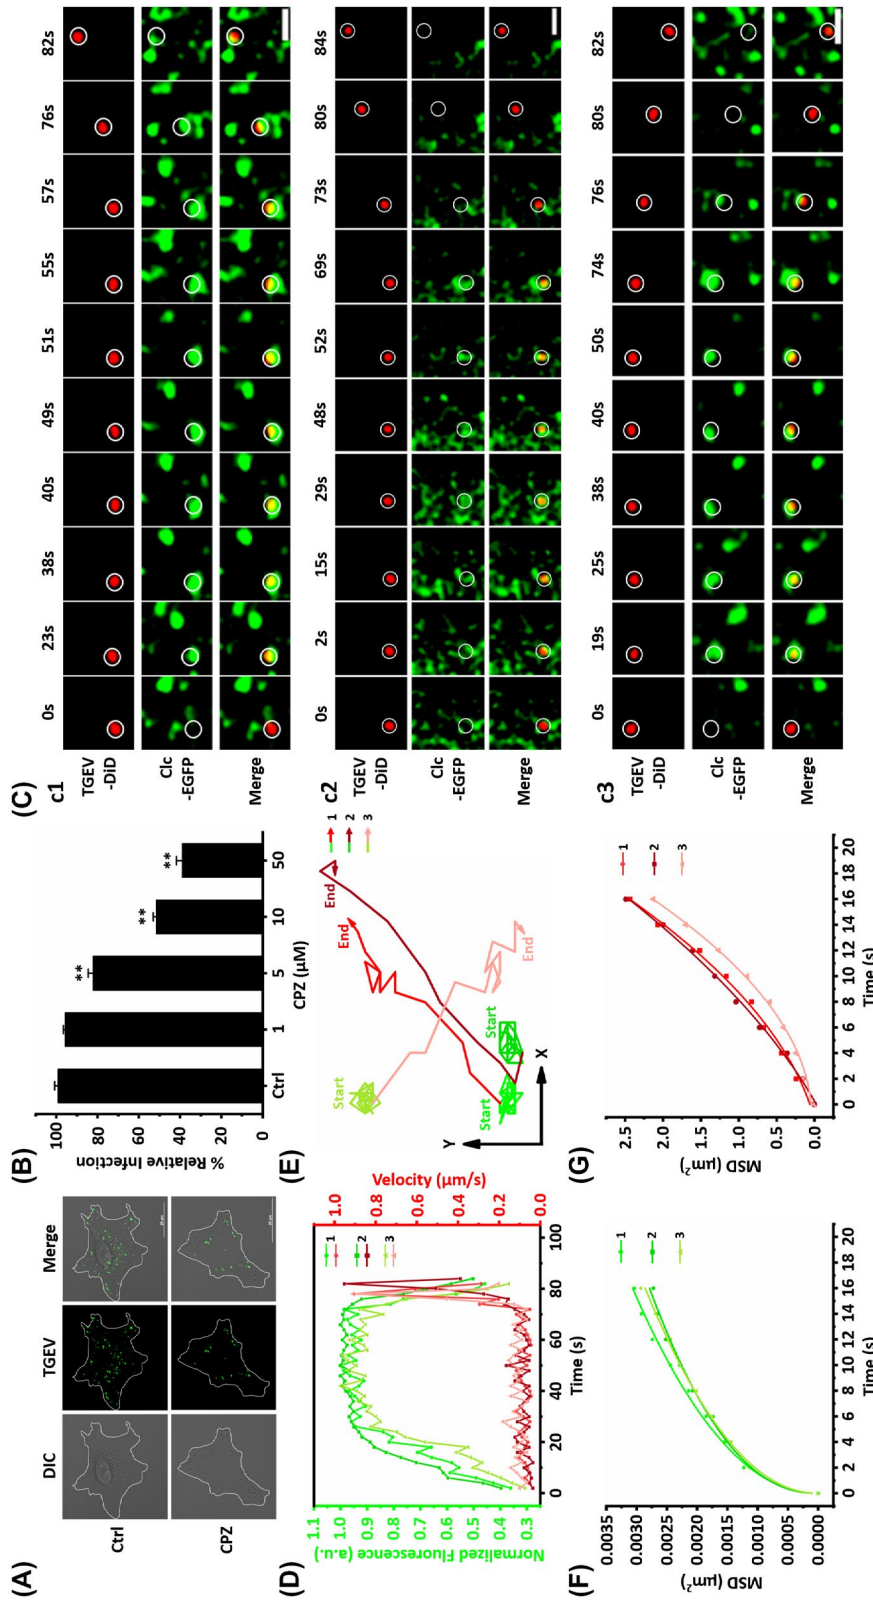 (A)
DIC TGEV Merge
Ctrl
CPZ
(B)
% Relative Infection
100
80
60
40
20
0
** ** **
Ctrl 1 5 10 50
CPZ (μM)
(C)
c1
0s 23s 38s 40s 49s 51s 55s 57s 76s 82s
TGEV
-DiD
Clc
-EGFP
Merge
c2
0s 2s 15s 29s 48s 52s 69s 73s 80s 84s
TGEV
-DiD
Clc
-EGFP
Merge
c3
0s 19s 25s 38s 40s 50s 74s 76s 80s 82s
TGEV
-DiD
Clc
-EGFP
Merge
(D)
Normalized Fluorescence (a.u.)
1.1
1.0
0.9
0.8
0.7
0.6
0.5
0.4
0.3
Velocity (μm/s)
1.0
0.8
0.6
0.4
0.2
0.0
1
2
3
0 20 40 60 80 100
Time (s)
(E)
1
2
3
Start
Start
Start
End
End
End
Y
X
(F)
MSD (μm²)
0.0035
0.0030
0.0025
0.0020
0.0015
0.0010
0.0005
0.0000
1
2
3
0 2 4 6 8 10 12 14 16 18 20
Time (s)
(G)
MSD (μm²)
2.5
2.0
1.5
1.0
0.5
0.0
1
2
3
0 2 4 6 8 10 12 14 16 18 20
Time (s)